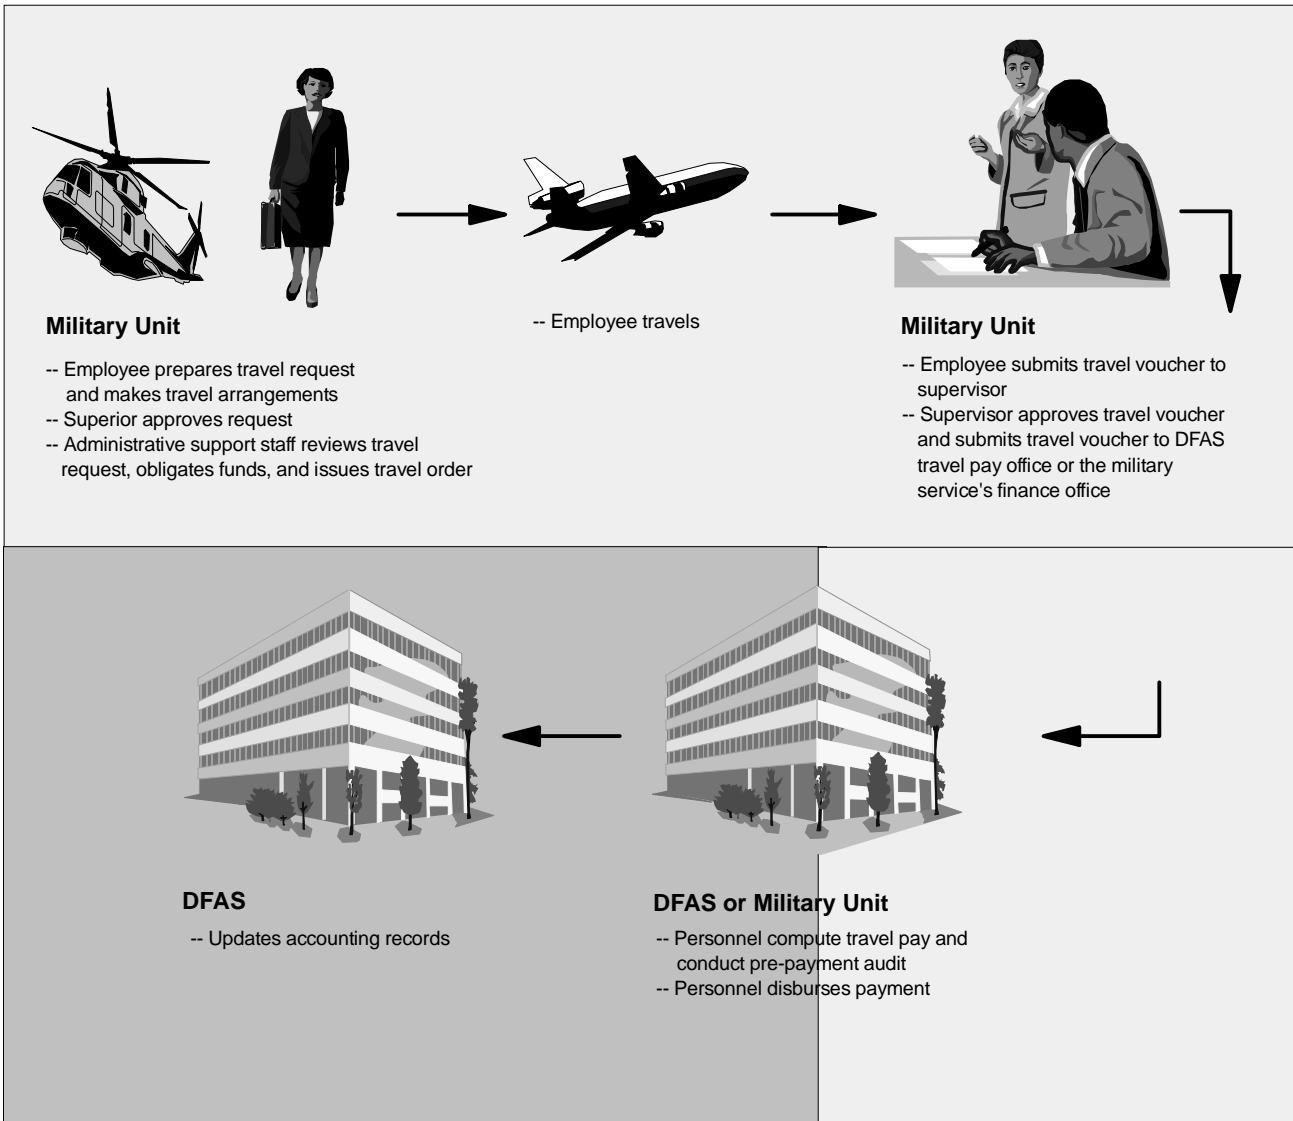 Military Unit
-- Employee prepares travel request
and makes travel arrangements
-- Superior approves request
-- Administrative support staff reviews travel
request, obligates funds, and issues travel order
-- Employee travels
Military Unit
-- Employee submits travel voucher to
supervisor
-- Supervisor approves travel voucher
and submits travel voucher to DFAS
travel pay office or the military
service's finance office
DFAS or Military Unit
-- Personnel compute travel pay and
conduct pre-payment audit
-- Personnel disburses payment
DFAS
-- Updates accounting records